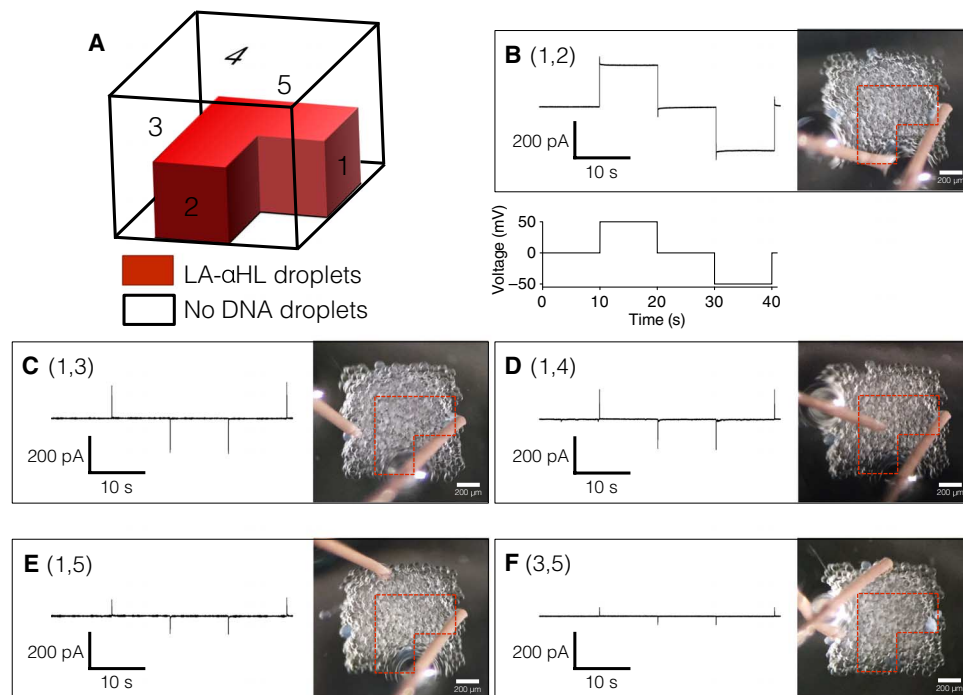 A
4
5
3
1
2
LA-αHL droplets
No DNA droplets
B (1,2)
200 pA
10 s
200 μm
Voltage (mV)
50
0
−50
0 10 20 30 40
Time (s)
C (1,3)
200 pA
10 s
200 μm
D (1,4)
200 pA
10 s
200 μm
E (1,5)
200 pA
10 s
200 μm
F (3,5)
200 pA
10 s
200 μm